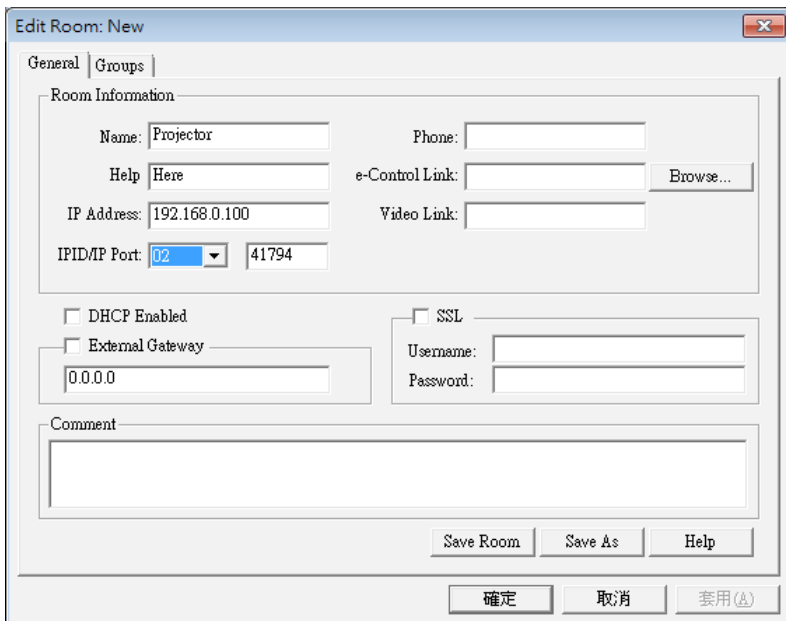 Edit Room: New
General Groups
Room Information
Name: Projector Phone:
Help Here e-Control Link: Browse...
IP Address: 192.168.0.100 Video Link:
IPID/IP Port: 02 41794
DHCP Enabled SSL
External Gateway Username:
0.0.0.0 Password:
Comment
Save Room Save As Help
確定 取消 套用(A)